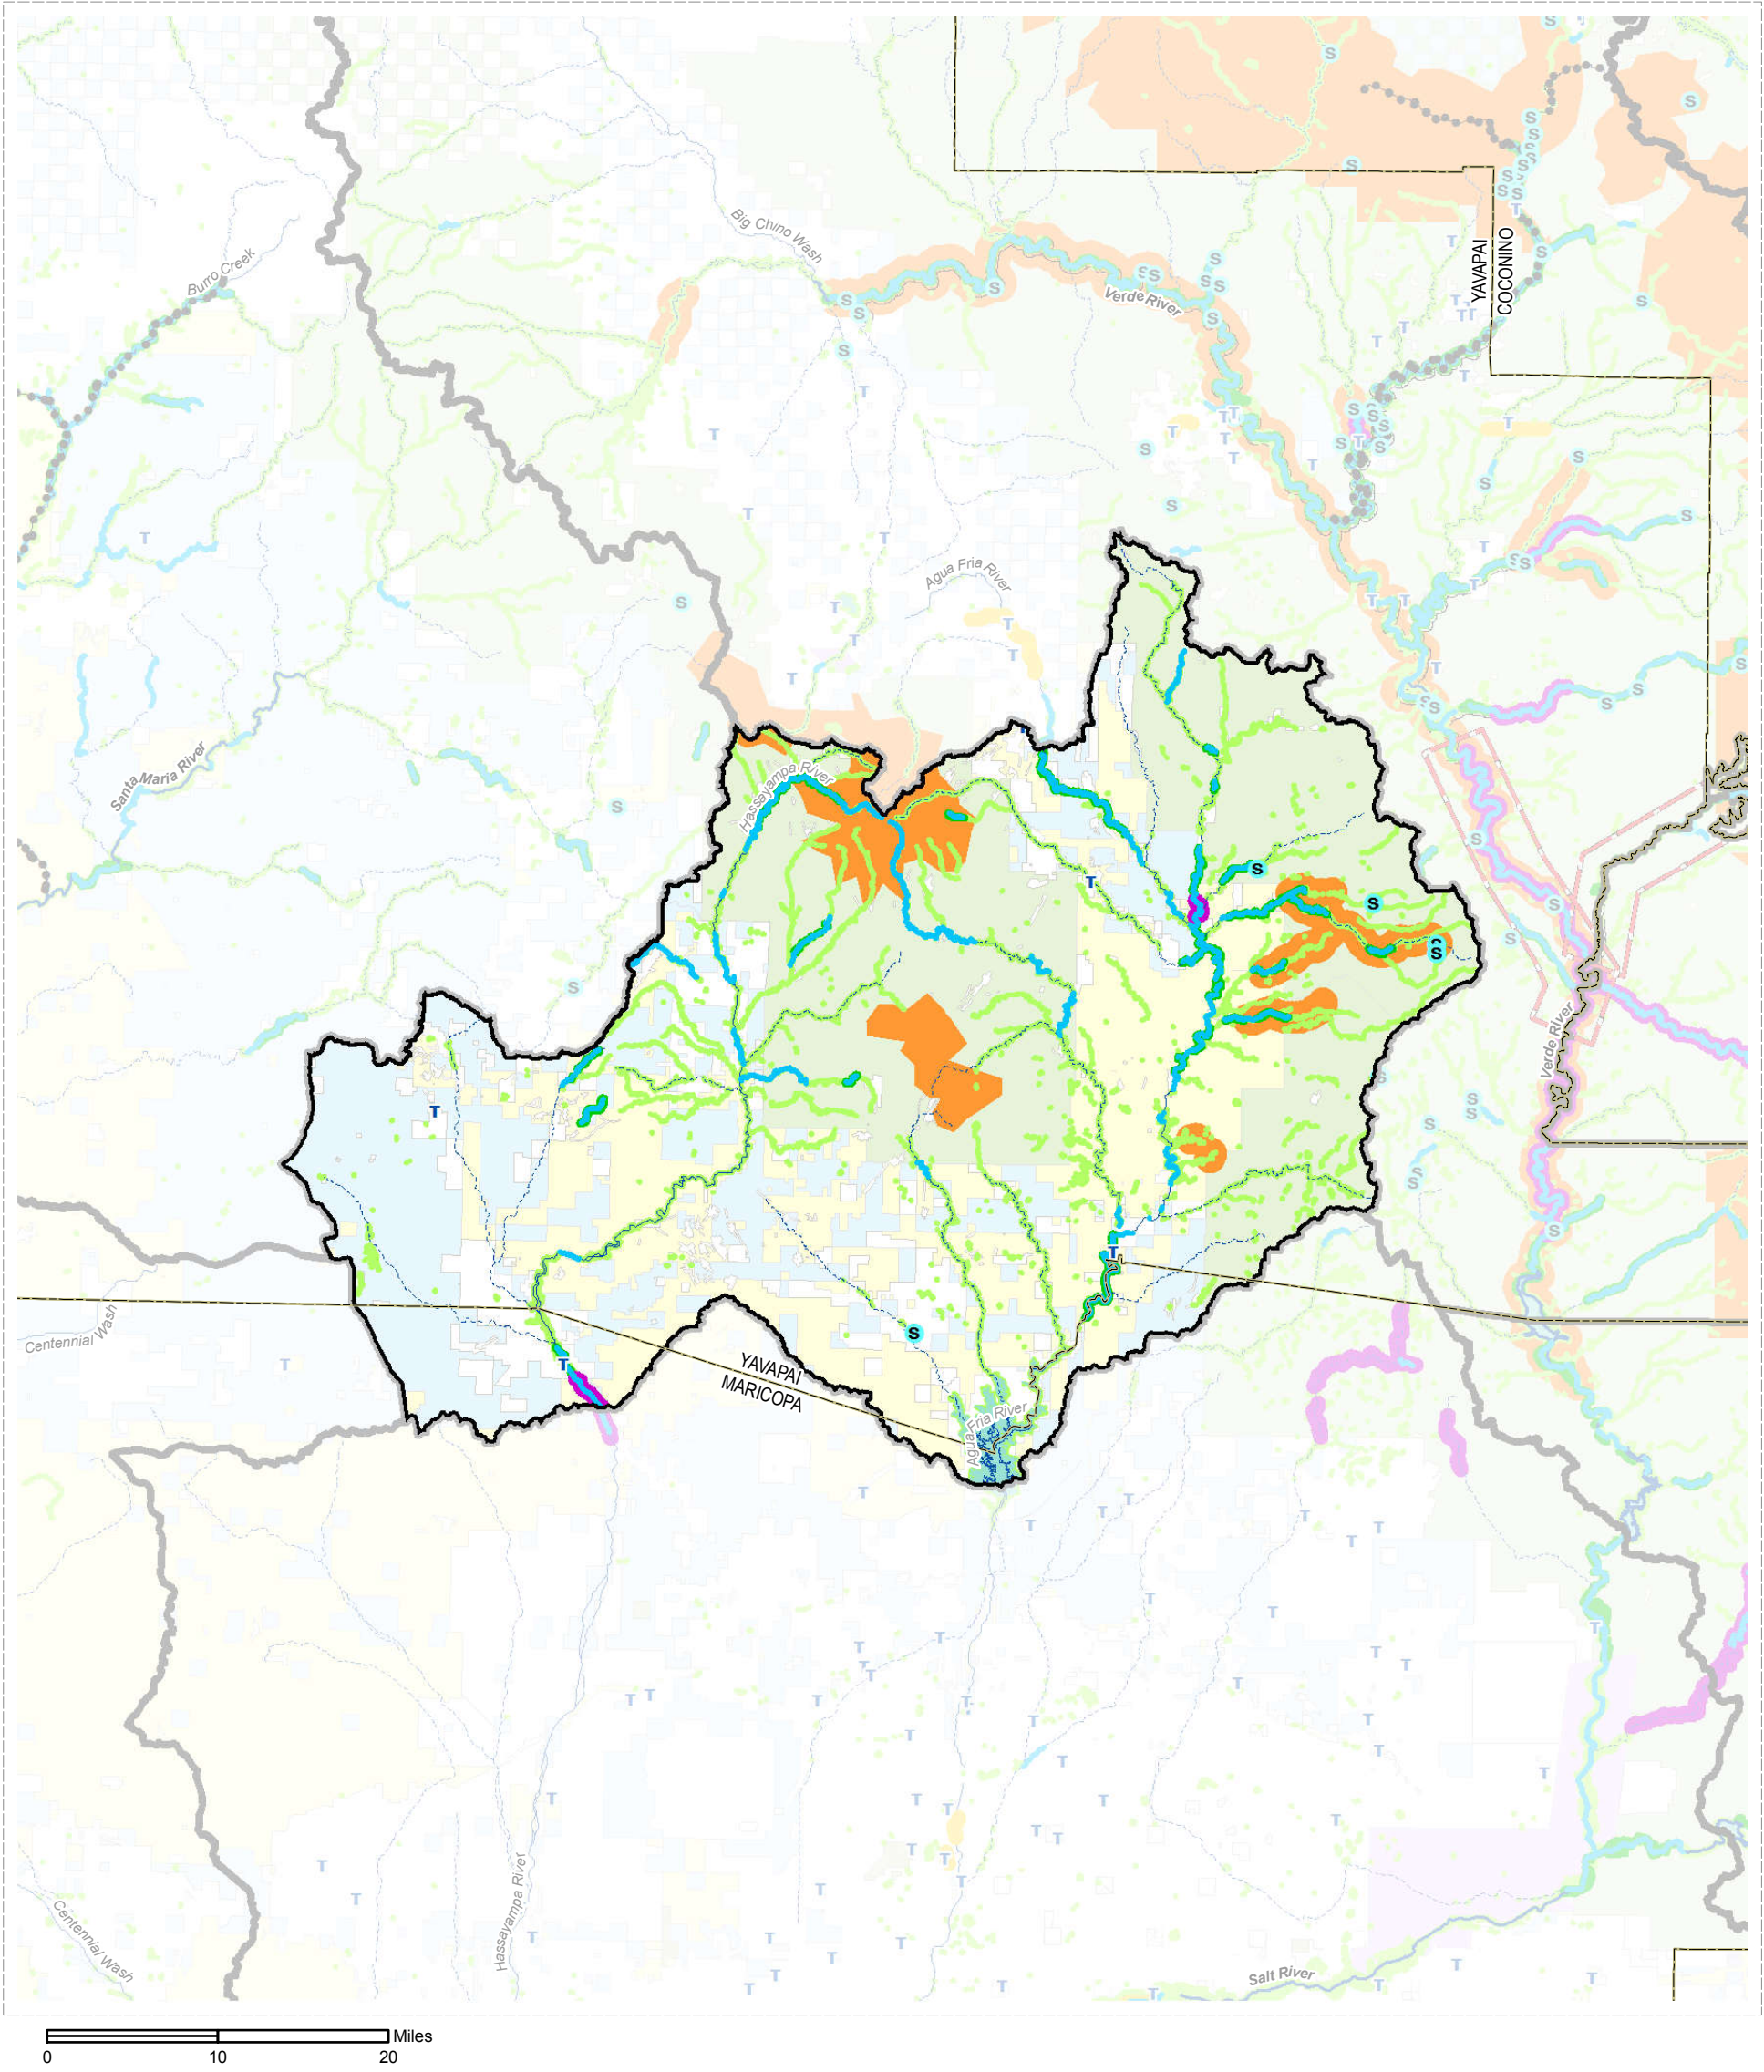 Big Chino Wash
Burro Creek
Verde River
YAVAPAI
COCONINO
Agua Fria River
Santa Maria River
Hassayampa River
Verde River
Centennial Wash
YAVAPAI
MARICOPA
Agua Fria River
Hassayampa River
Centennial Wash
Salt River
Miles
0 10 20